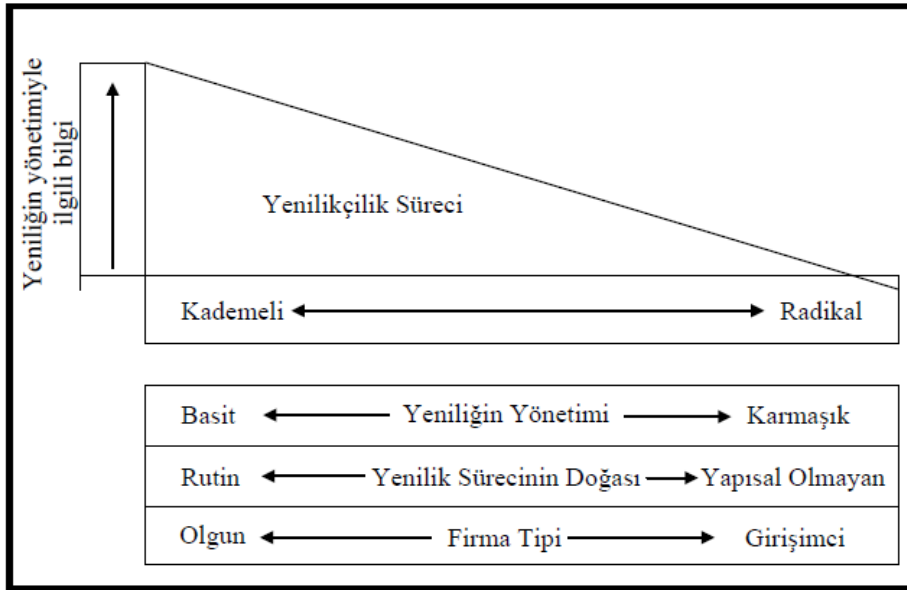 Yeniliğin yönetimiyle
ilgili bilgi
Yenilikçilik Süreci
Kademeli Radikal
Basit Yeniliğin Yönetimi Karmaşık
Rutin Yenilik Sürecinin Doğası Yapısal Olmayan
Olgun Firma Tipi Girişimci